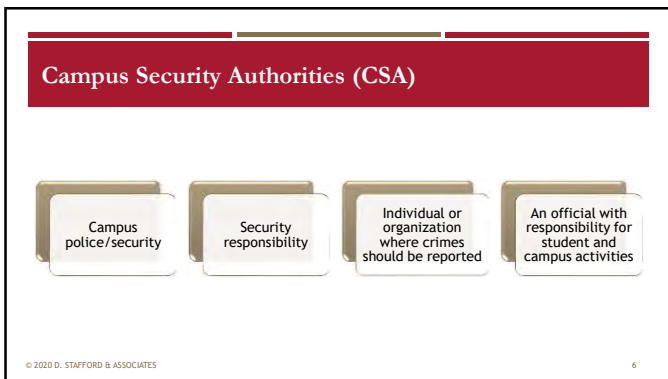 Campus Security Authorities (CSA)
Campus
police/security
Security
responsibility
Individual or
organization
where crimes
should be reported
An official with
responsibility for
student and
campus activities
© 2020 D. STAFFORD & ASSOCIATES
6